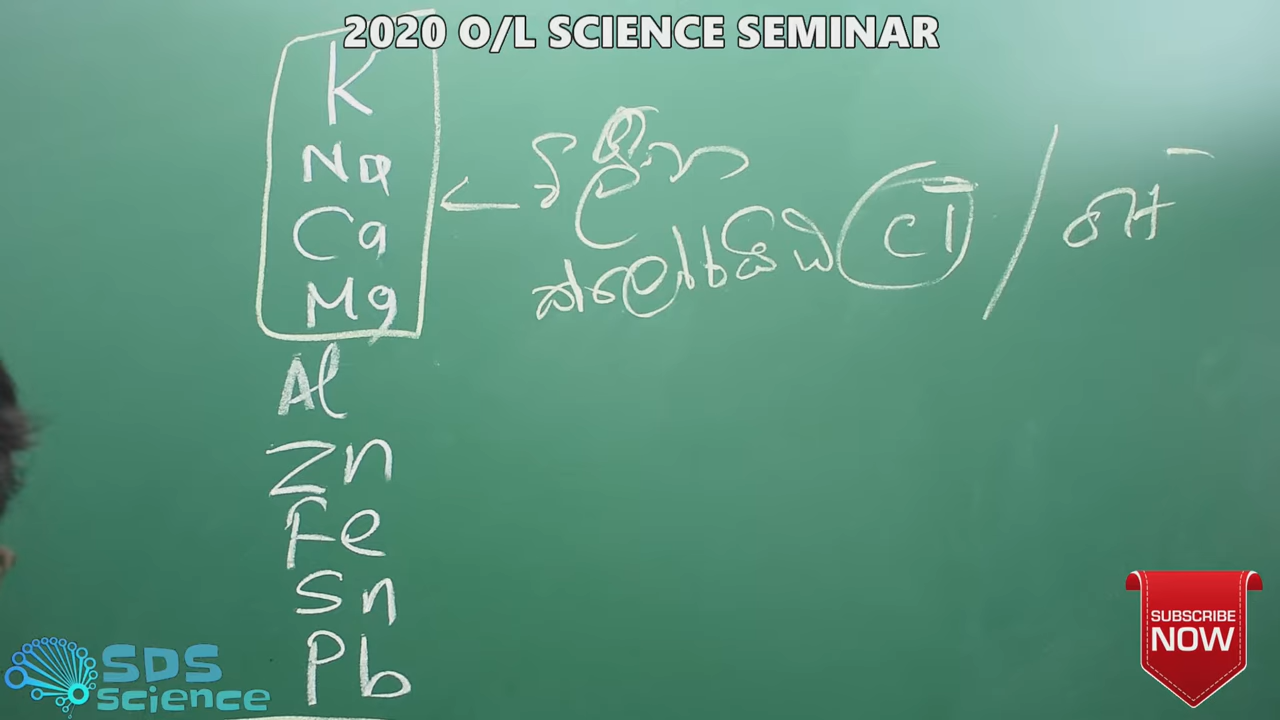 2020 O/L SCIENCE SEMINAR
K
Na
Ca
Mg
Al
Zn
Fe
Sn
Pb
විලීන
ක්ලෝරයිඩ Cl /
SUBSCRIBE
NOW
SDS
science